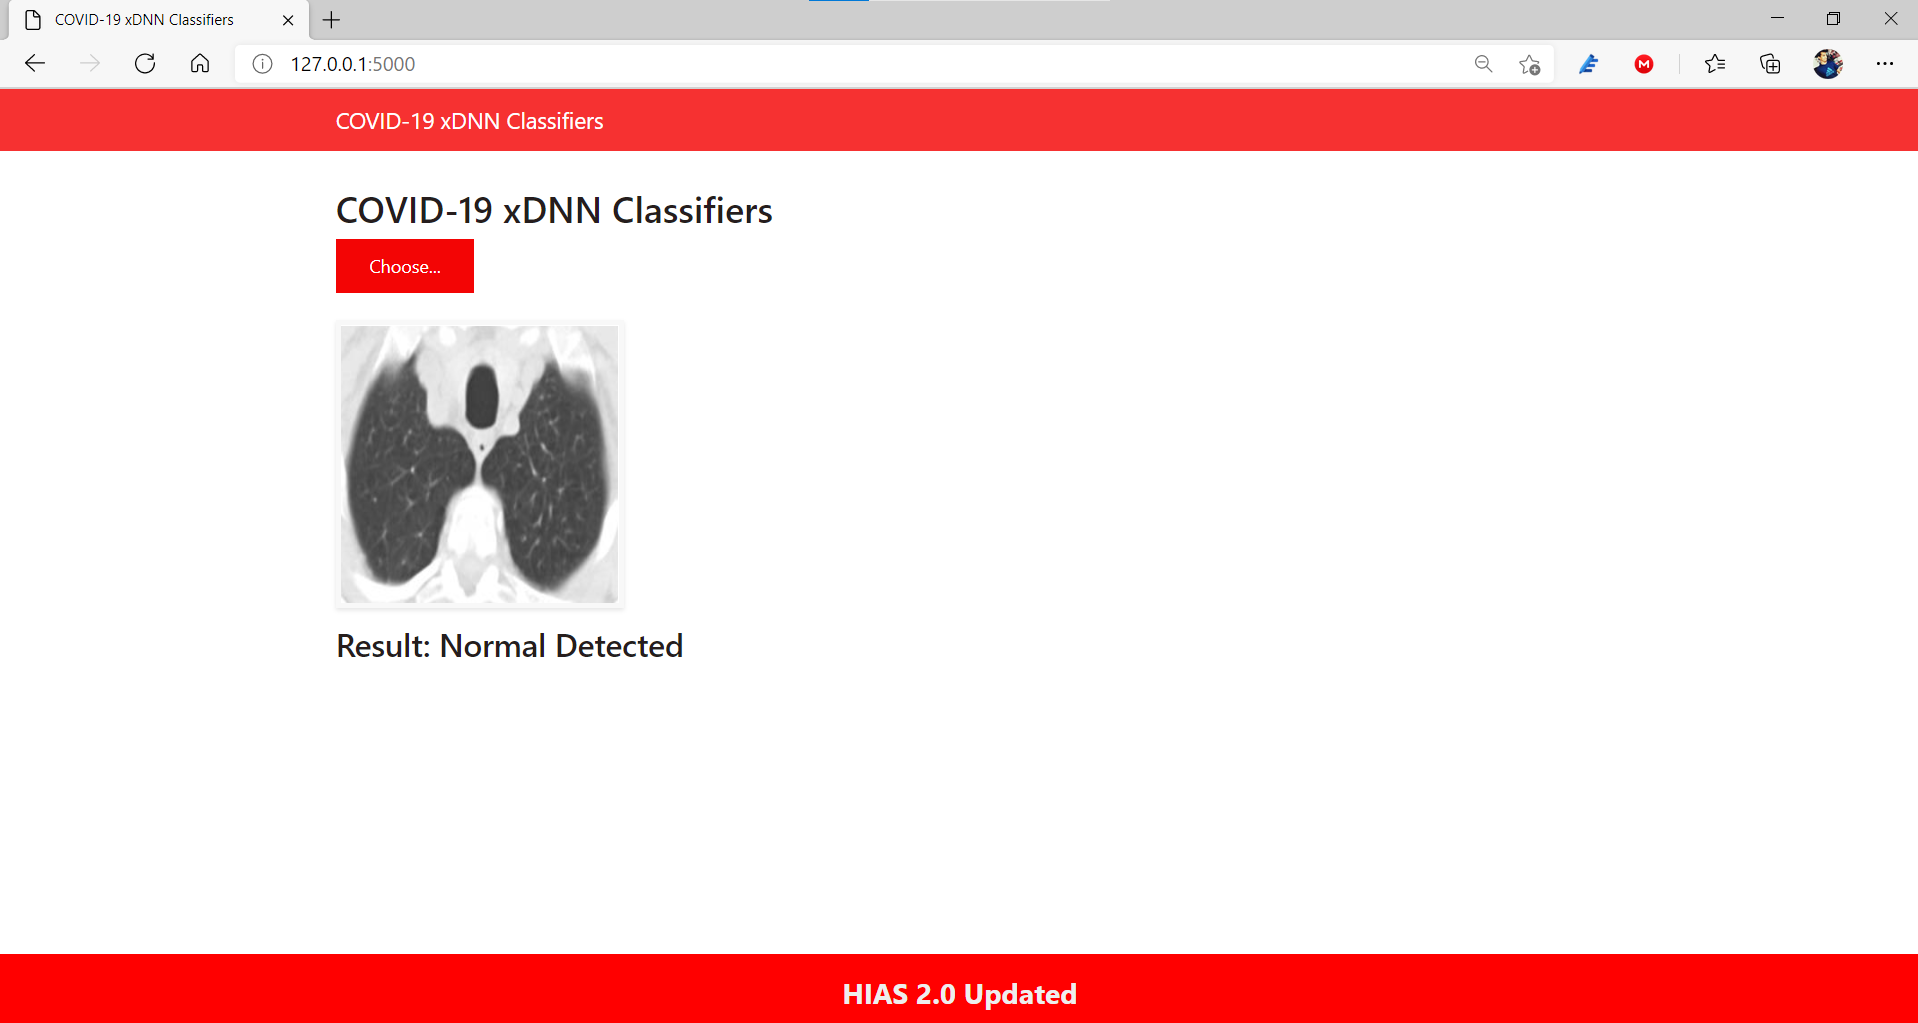 COVID-19 xDNN Classifiers
127.0.0.1:5000
COVID-19 xDNN Classifiers
COVID-19 xDNN Classifiers
Choose...
Result: Normal Detected
HIAS 2.0 Updated